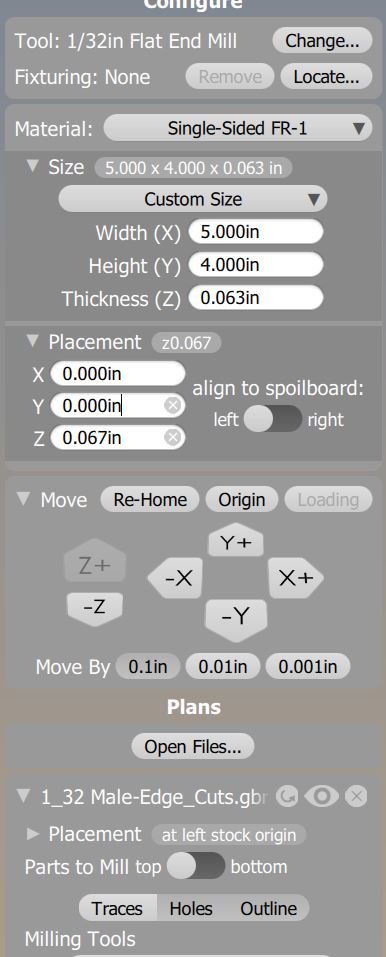 Configure
Tool: 1/32in Flat End Mill Change...
Fixturing: None Remove Locate...
Material: Single-Sided FR-1
Size 5.000 x 4.000 x 0.063 in
Custom Size
Width (X) 5.000in
Height (Y) 4.000in
Thickness (Z) 0.063in
Placement z0.067
X 0.000in
align to spoilboard:
Y 0.000in
left right
Z 0.067in
Move Re-Home Origin Loading
Y+
Z+ -X X+
-Z -Y
Move By 0.1in 0.01in 0.001in
Plans
Open Files...
1_32 Male-Edge_Cuts.gbr
Placement at left stock origin
Parts to Mill top bottom
Traces Holes Outline
Milling Tools